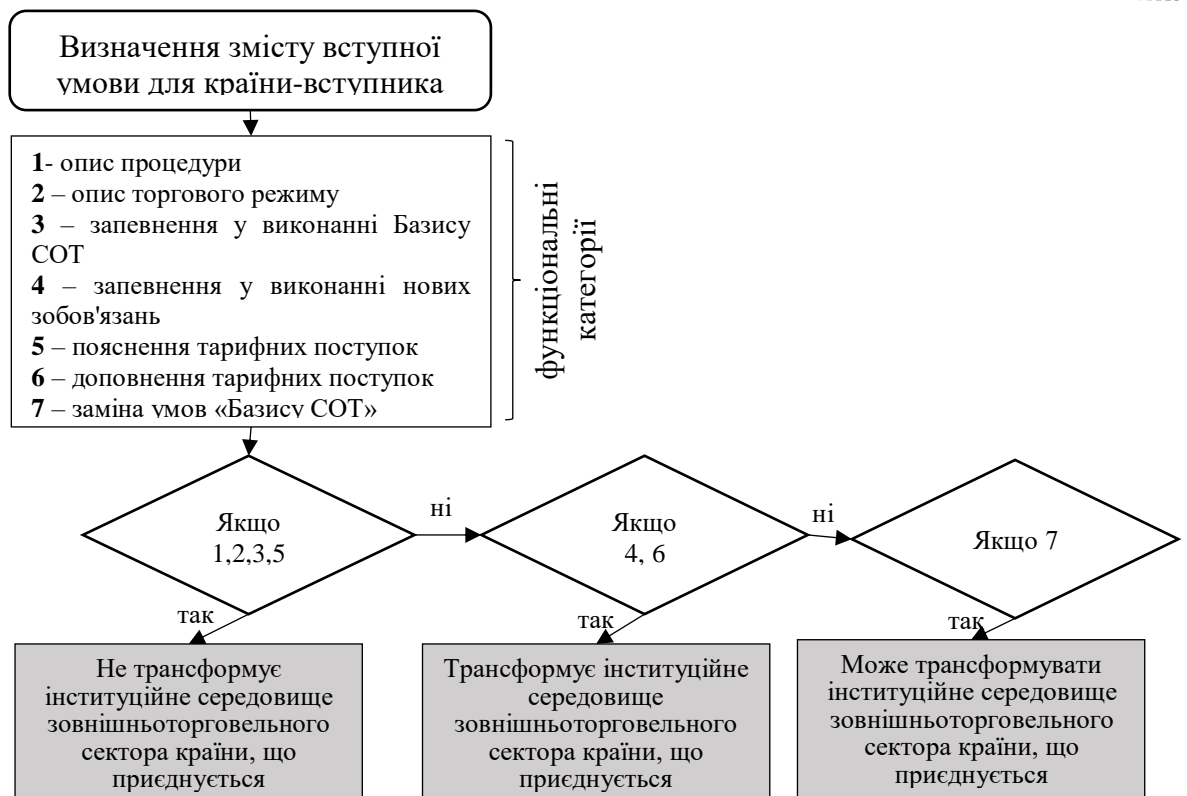 Визначення змісту вступної
умови для країни-вступника
1- опис процедури
2 – опис торгового режиму
3 – запевнення у виконанні Базису
СОТ
4 – запевнення у виконанні нових
зобов'язань
5 – пояснення тарифних поступок
6 – доповнення тарифних поступок
7 – заміна умов «Базису СОТ»
функціональні
категорії
Якщо
1,2,3,5
ні
Якщо
4, 6
ні
Якщо 7
так
так
так
Не трансформує
інституційне середовище
зовнішньоторговельного
сектора країни, що
приєднується
Трансформує інституційне
середовище
зовнішньоторговельного
сектора країни, що
приєднується
Може трансформувати
інституційне середовище
зовнішньоторговельного
сектора країни, що
приєднується